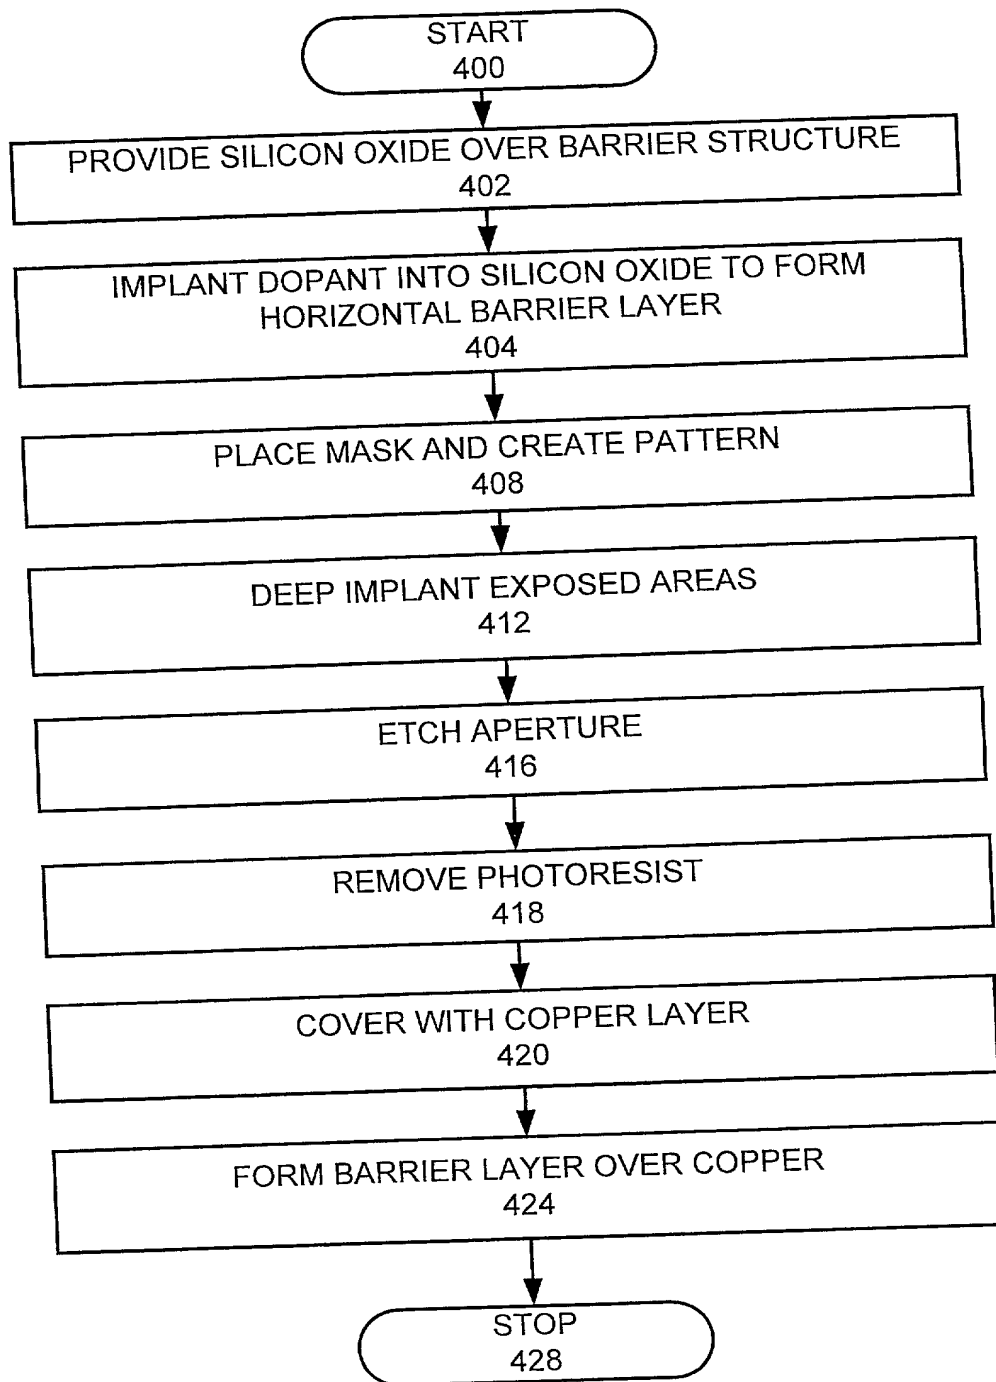 START
400
PROVIDE SILICON OXIDE OVER BARRIER STRUCTURE
402
IMPLANT DOPANT INTO SILICON OXIDE TO FORM
HORIZONTAL BARRIER LAYER
404
PLACE MASK AND CREATE PATTERN
408
DEEP IMPLANT EXPOSED AREAS
412
ETCH APERTURE
416
REMOVE PHOTORESIST
418
COVER WITH COPPER LAYER
420
FORM BARRIER LAYER OVER COPPER
424
STOP
428